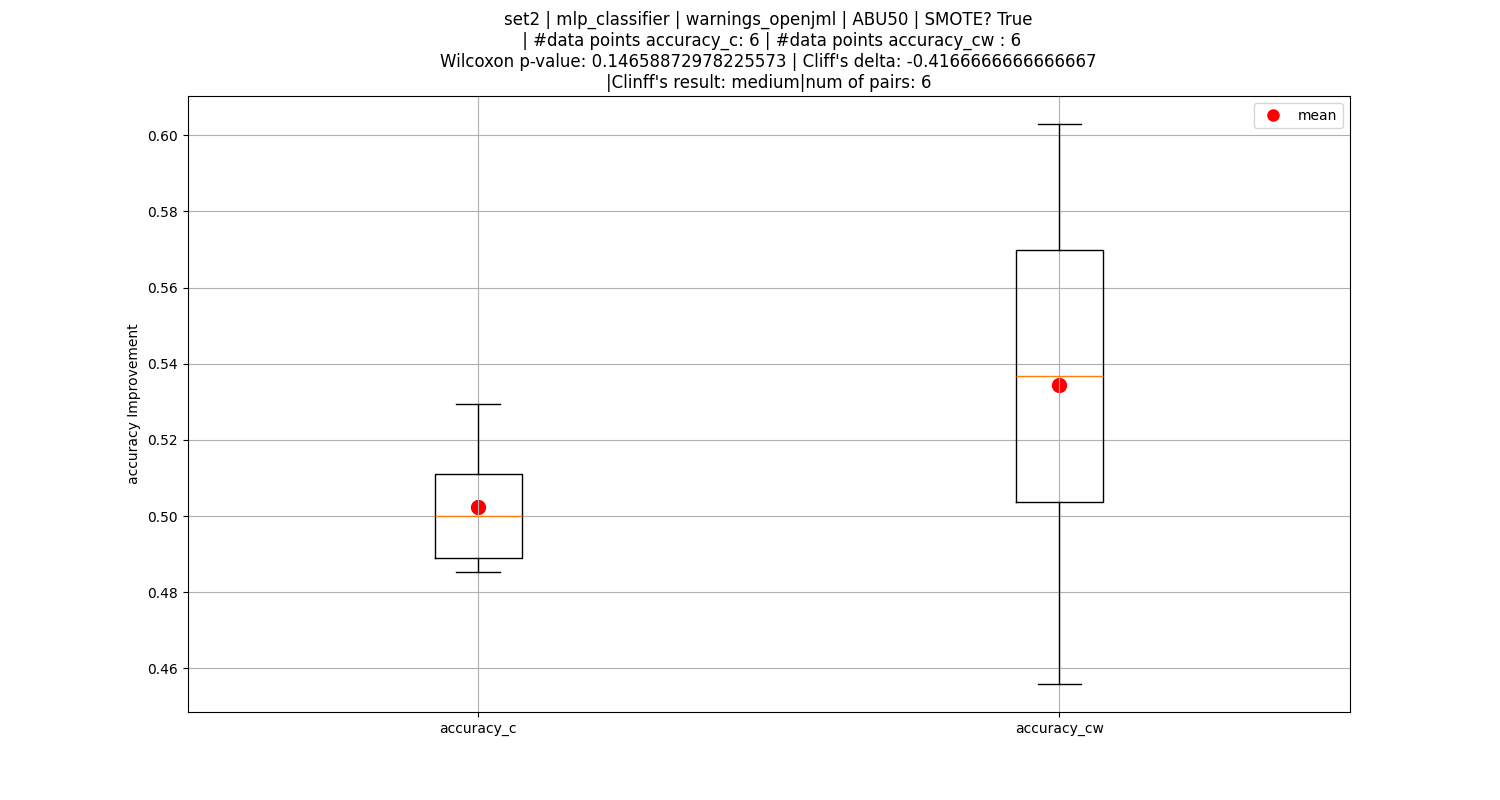 set2 | mlp_classifier | warnings_openjml | ABU50 | SMOTE? True
| #data points accuracy_c: 6 | #data points accuracy_cw : 6
Wilcoxon p-value: 0.14658872978225573 | Cliff's delta: -0.4166666666666667
|Clinff's result: medium|num of pairs: 6
mean
0.60
0.58
0.56
0.54
0.52
0.50
0.48
0.46
accuracy Improvement
accuracy_c
accuracy_cw